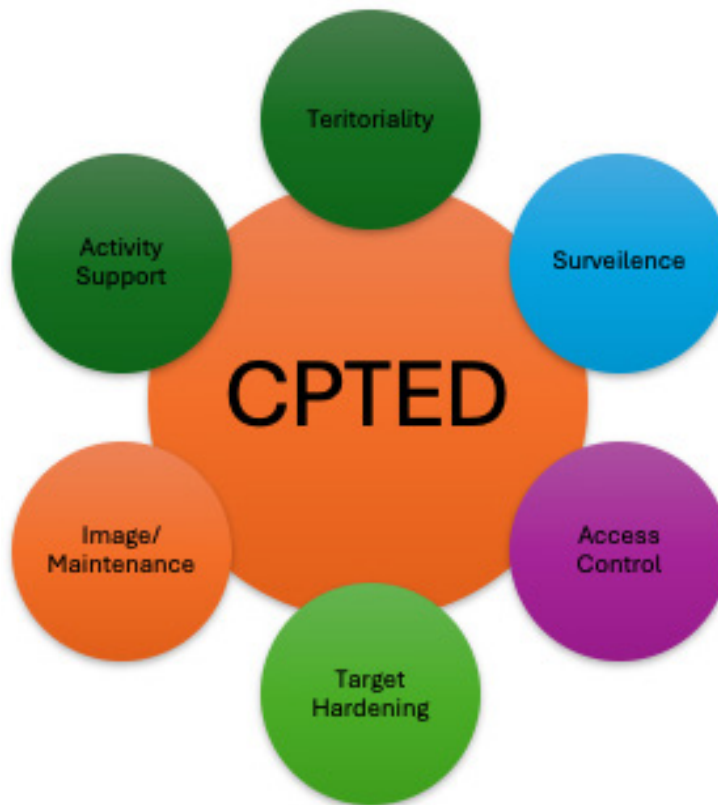 Teritoriality
Activity
Support
Surveilence
CPTED
Image/
Maintenance
Access
Control
Target
Hardening